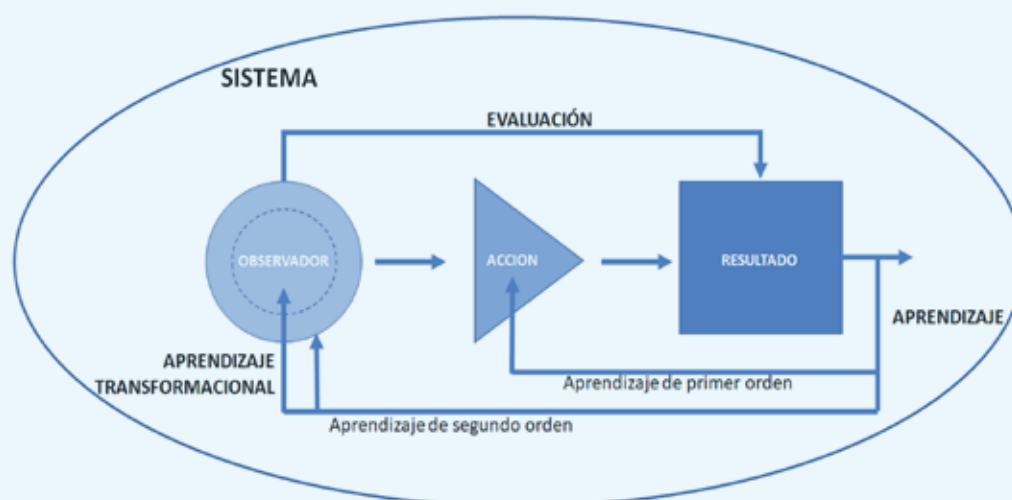 SISTEMA
EVALUACIÓN
OBSERVADOR
ACCION
RESULTADO
APRENDIZAJE
APRENDIZAJE
TRANSFORMACIONAL
Aprendizaje de primer orden
Aprendizaje de segundo orden